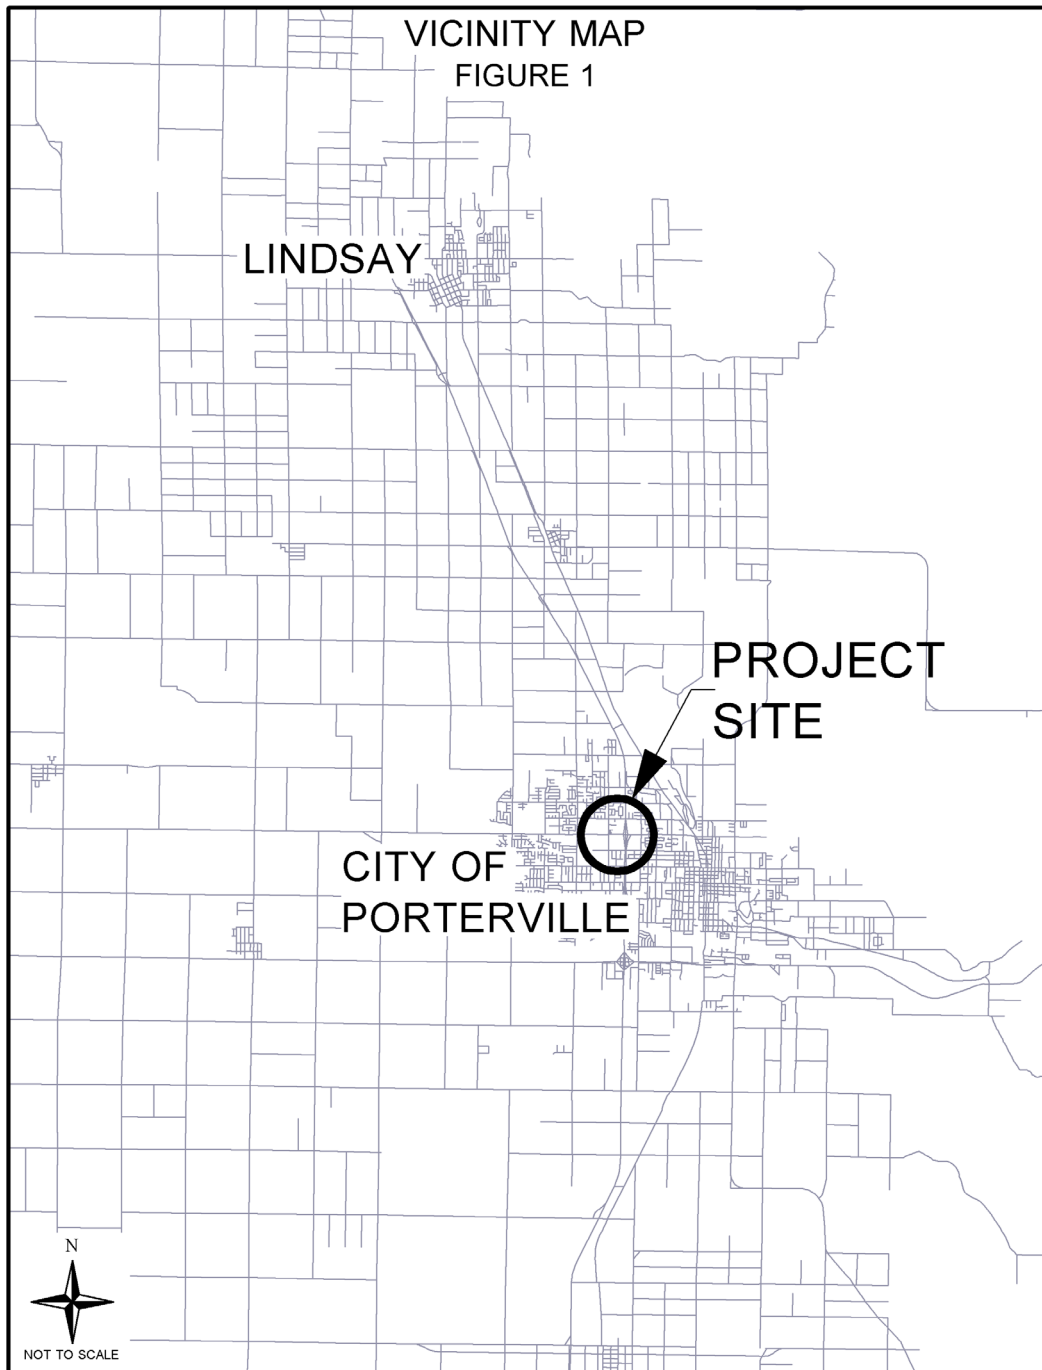 VICINITY MAP
FIGURE 1
LINDSAY
PROJECT
SITE
CITY OF
PORTERVILLE
N
NOT TO SCALE